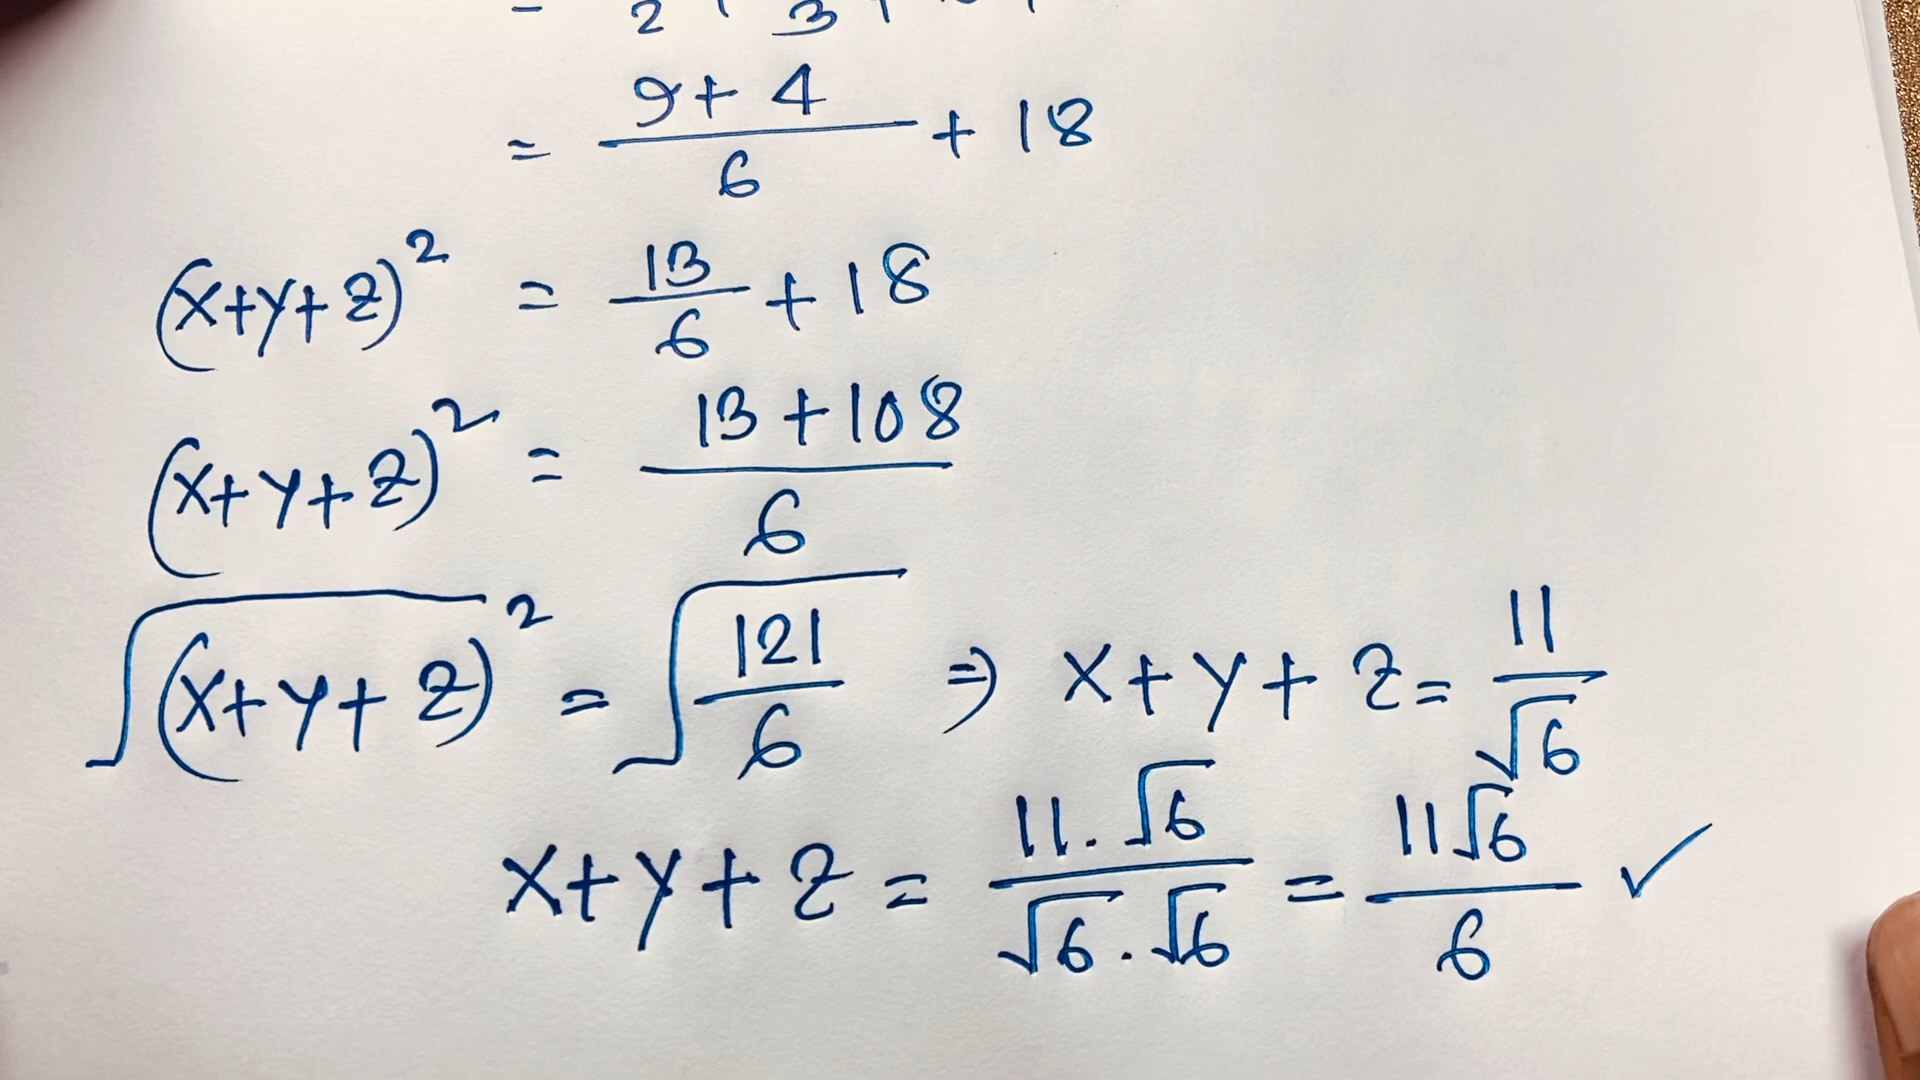 = 9 + 4 / 6 + 18
(x+y+z)² = 13/6 + 18
(x+y+z)² = 13 + 108 / 6
√(x+y+z)² = √121/6 ⇒ x+y+z = 11/√6
x+y+z = 11.√6 / √6.√6 = 11√6 / 6 ✓